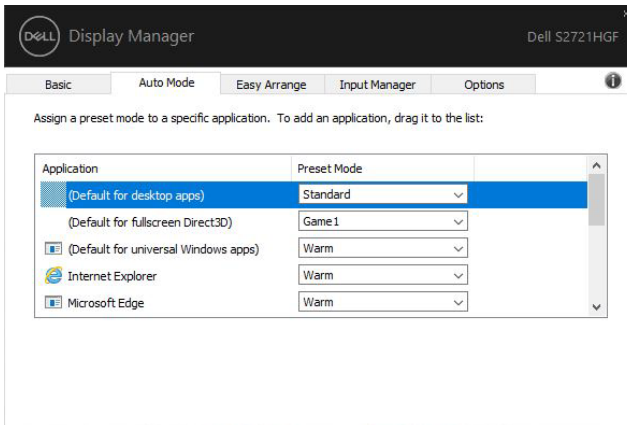 DELL Display Manager Dell S2721HGF
Basic Auto Mode Easy Arrange Input Manager Options
Assign a preset mode to a specific application. To add an application, drag it to the list:
Application Preset Mode
(Default for desktop apps) Standard
(Default for fullscreen Direct3D) Game1
(Default for universal Windows apps) Warm
Internet Explorer Warm
Microsoft Edge Warm